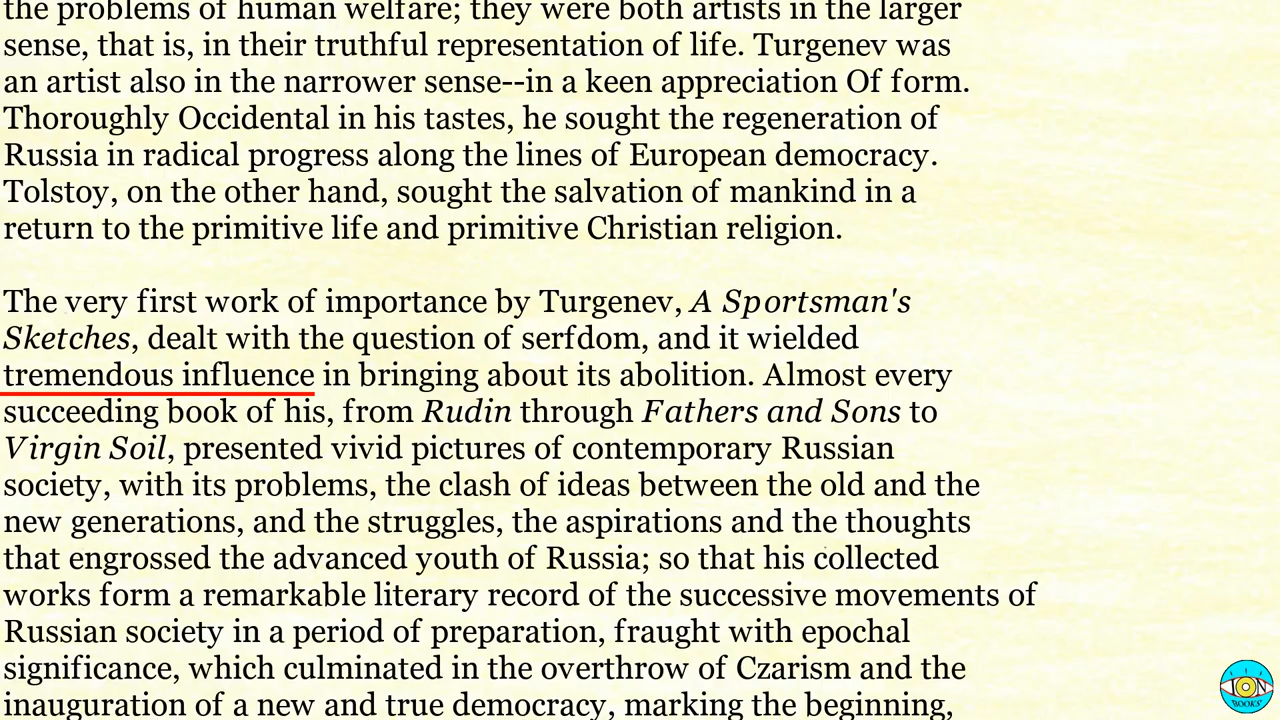 the problems of human welfare; they were both artists in the larger
sense, that is, in their truthful representation of life. Turgenev was
an artist also in the narrower sense--in a keen appreciation Of form.
Thoroughly Occidental in his tastes, he sought the regeneration of
Russia in radical progress along the lines of European democracy.
Tolstoy, on the other hand, sought the salvation of mankind in a
return to the primitive life and primitive Christian religion.
The very first work of importance by Turgenev, A Sportsman's
Sketches, dealt with the question of serfdom, and it wielded
tremendous influence in bringing about its abolition. Almost every
succeeding book of his, from Rudin through Fathers and Sons to
Virgin Soil, presented vivid pictures of contemporary Russian
society, with its problems, the clash of ideas between the old and the
new generations, and the struggles, the aspirations and the thoughts
that engrossed the advanced youth of Russia; so that his collected
works form a remarkable literary record of the successive movements of
Russian society in a period of preparation, fraught with epochal
significance, which culminated in the overthrow of Czarism and the
inauguration of a new and true democracy, marking the beginning,
ION
BOOKS